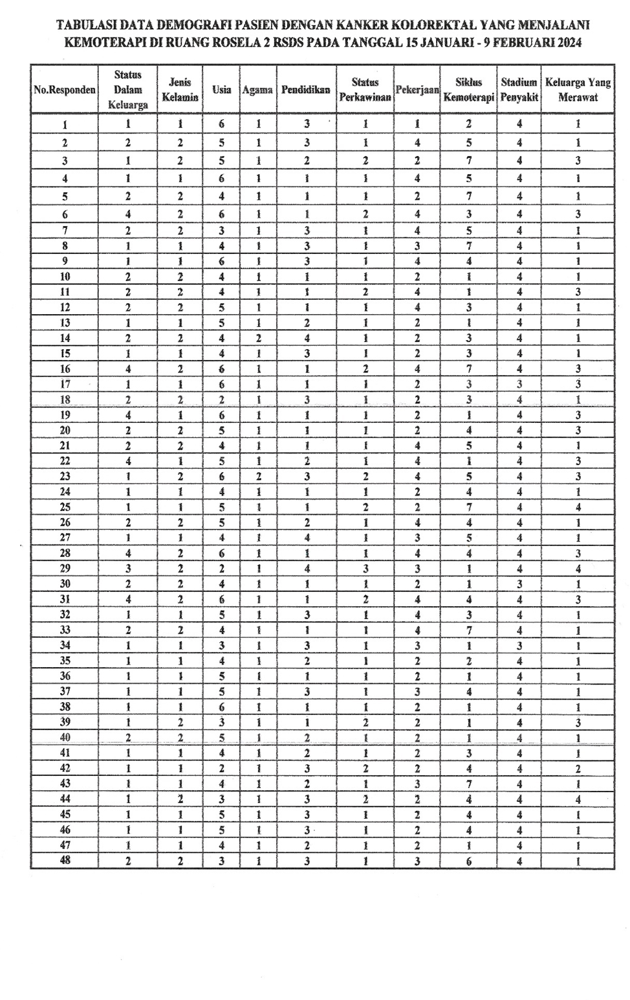 TABULASI DATA DEMOGRAFI PASIEN DENGAN KANKER KOLOREKTAL YANG MENJALANI
KEMOTERAPI DI RUANG ROSELA 2 RSDS PADA TANGGAL 15 JANUARI - 9 FEBRUARI 2024
No.Responden Status Dalam Keluarga Jenis Kelamin Usia Agama Pendidikan Status Perkawinan Pekerjaan Siklus Kemoterapi Stadium Penyakit Keluarga Yang Merawat
1 1 1 6 1 3 1 1 2 4 1
2 2 2 5 1 3 1 4 5 4 1
3 1 2 5 1 2 2 2 7 4 3
4 1 1 6 1 1 1 4 5 4 1
5 2 2 4 1 1 1 2 7 4 1
6 4 2 6 1 1 2 4 3 4 3
7 2 2 3 1 3 1 4 5 4 1
8 1 1 4 1 3 1 3 7 4 1
9 1 1 6 1 3 1 4 4 4 1
10 2 2 4 1 1 1 2 1 4 1
11 2 2 4 1 1 2 4 1 4 3
12 2 2 5 1 1 1 4 3 4 1
13 1 1 5 1 2 1 2 1 4 1
14 2 2 4 2 4 1 2 3 4 1
15 1 1 4 1 3 1 2 3 4 1
16 4 2 6 1 1 2 4 7 4 3
17 1 1 6 1 1 1 2 3 3 3
18 2 2 2 1 3 1 2 3 4 1
19 4 1 6 1 1 1 2 1 4 3
20 2 2 5 1 1 1 2 4 4 3
21 2 2 4 1 1 1 4 5 4 1
22 4 1 5 1 2 1 4 1 4 3
23 1 2 6 2 3 2 4 5 4 3
24 1 1 4 1 1 1 2 4 4 1
25 1 1 5 1 1 2 2 7 4 4
26 2 2 5 1 2 1 4 4 4 1
27 1 1 4 1 4 1 3 5 4 1
28 4 2 6 1 1 1 4 4 4 3
29 3 2 2 1 4 3 3 1 4 4
30 2 2 4 1 1 1 2 1 3 1
31 4 2 6 1 1 2 4 4 4 3
32 1 1 5 1 3 1 4 3 4 1
33 2 2 4 1 1 1 4 7 4 1
34 1 1 3 1 3 1 3 1 3 1
35 1 1 4 1 2 1 2 2 4 1
36 1 1 5 1 1 1 2 1 4 1
37 1 1 5 1 3 1 3 4 4 1
38 1 1 6 1 1 1 2 1 4 1
39 1 2 3 1 1 2 2 1 4 3
40 2 2 5 1 2 1 2 1 4 1
41 1 1 4 1 2 1 2 3 4 1
42 1 1 2 1 3 2 2 4 4 2
43 1 1 4 1 2 1 3 7 4 1
44 1 2 3 1 3 2 2 4 4 4
45 1 1 5 1 3 1 2 4 4 1
46 1 1 5 1 3 1 2 4 4 1
47 1 1 4 1 2 1 2 1 4 1
48 2 2 3 1 3 1 3 6 4 1